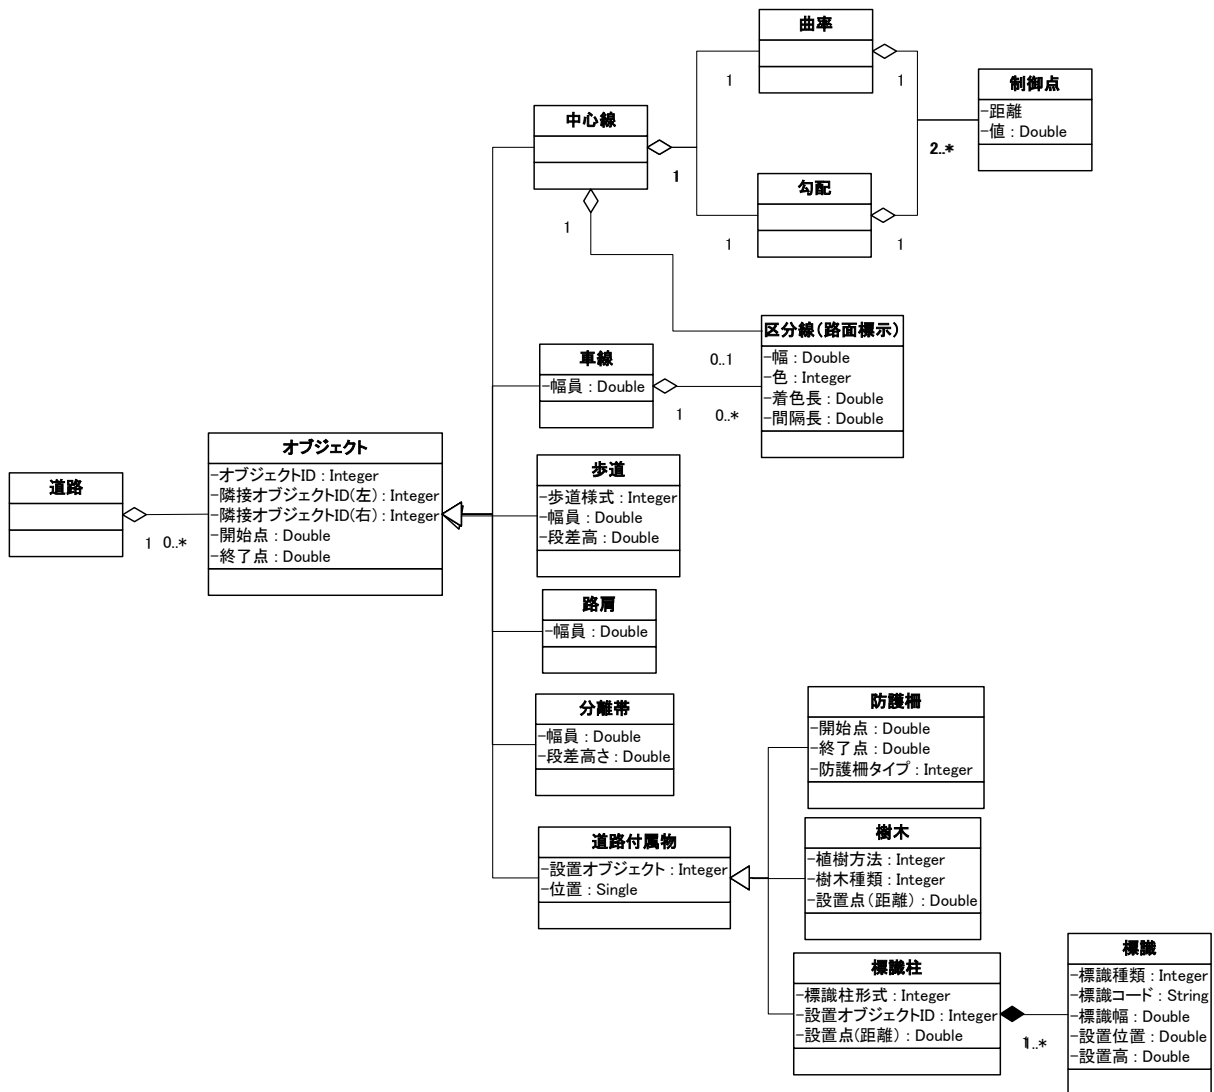 曲率
1
1
制御点
-距離
-値 : Double
2..*
中心線
1
1
勾配
1
1
区分線(路面標示)
-幅 : Double
-色 : Integer
-着色長 : Double
-間隔長 : Double
0..1
車線
-幅員 : Double
1
0..*
オブジェクト
-オブジェクトID : Integer
-隣接オブジェクトID(左) : Integer
-隣接オブジェクトID(右) : Integer
-開始点 : Double
-終了点 : Double
道路
1 0..*
歩道
-歩道様式 : Integer
-幅員 : Double
-段差高 : Double
路肩
-幅員 : Double
分離帯
-幅員 : Double
-段差高さ : Double
道路付属物
-設置オブジェクト : Integer
-位置 : Single
防護柵
-開始点 : Double
-終了点 : Double
-防護柵タイプ : Integer
樹木
-植樹方法 : Integer
-樹木種類 : Integer
-設置点(距離) : Double
標識柱
-標識柱形式 : Integer
-設置オブジェクトID : Integer
-設置点(距離) : Double
標識
-標識種類 : Integer
-標識コード : String
-標識幅 : Double
-設置位置 : Double
-設置高 : Double